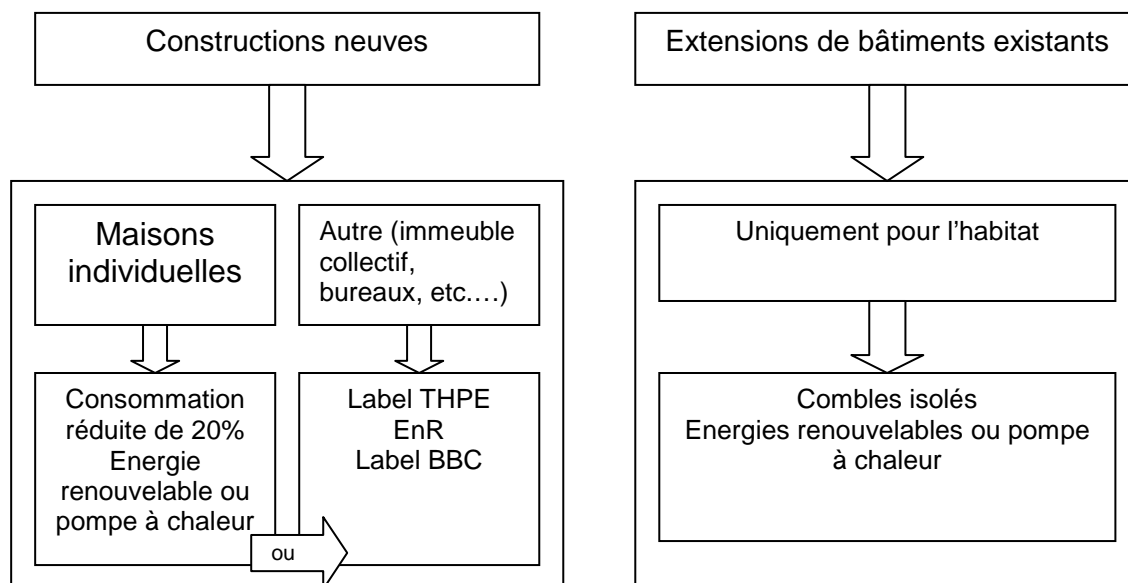 Constructions neuves
Extensions de bâtiments existants
Maisons
individuelles
Autre (immeuble
collectif,
bureaux, etc.…)
Uniquement pour l’habitat
Consommation
réduite de 20%
Energie
renouvelable ou
pompe à chaleur
ou
Label THPE
EnR
Label BBC
Combles isolés
Energies renouvelables ou pompe
à chaleur